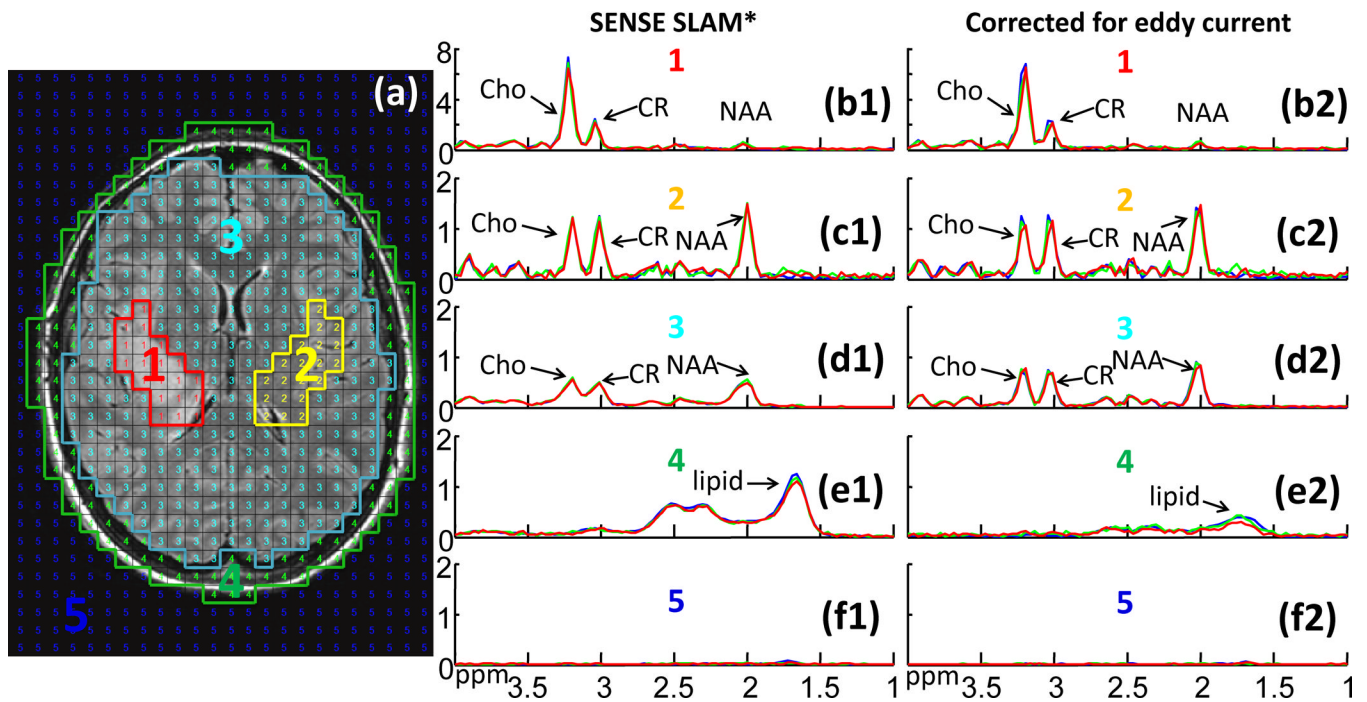 SENSE SLAM*
Corrected for eddy current
(a)
1
2
3
4
5
8
4
0
1
Cho
CR
NAA
(b1)
1
Cho
CR
NAA
(b2)
2
1
0
2
Cho
CR
NAA
(c1)
2
Cho
CR
NAA
(c2)
2
1
0
3
Cho
CR
NAA
(d1)
3
Cho
CR
NAA
(d2)
2
1
0
4
lipid
(e1)
4
lipid
(e2)
2
1
0
5
(f1)
5
(f2)
ppm 3.5 3 2.5 2 1.5 1
ppm 3.5 3 2.5 2 1.5 1